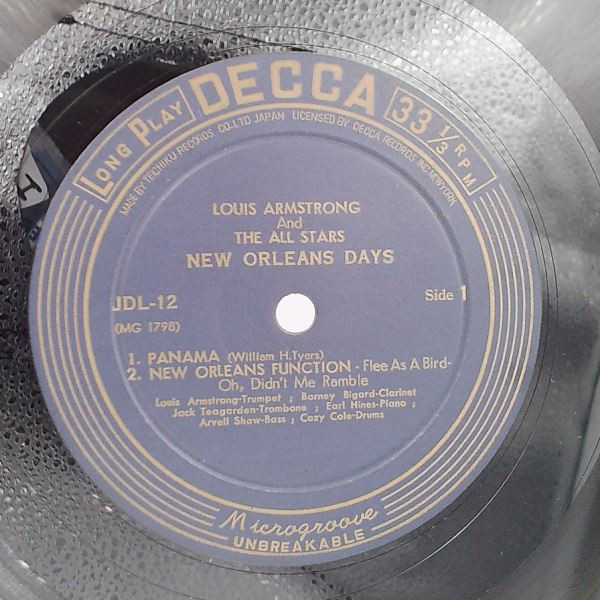 LONG PLAY DECCA 33 1/3 RPM
MADE BY TEICHIKU RECORDS CO-LTD JAPAN LICENSED BY DECCA RECORDS INC.NEWYORK
LOUIS ARMSTRONG
And
THE ALL STARS
NEW ORLEANS DAYS
JDL-12 Side 1
(MG 1798)
1. PANAMA (William H.Tyers)
2. NEW ORLEANS FUNCTION - Flee As A Bird-
Oh, Didn't Me Ramble
Louis Armstrong-Trumpet ; Barney Bigard-Clarinet
Jack Teagarden-Trombone ; Earl Hines-Piano ;
Arvell Shaw-Bass ; Cozy Cole-Drums
Microgroove
UNBREAKABLE